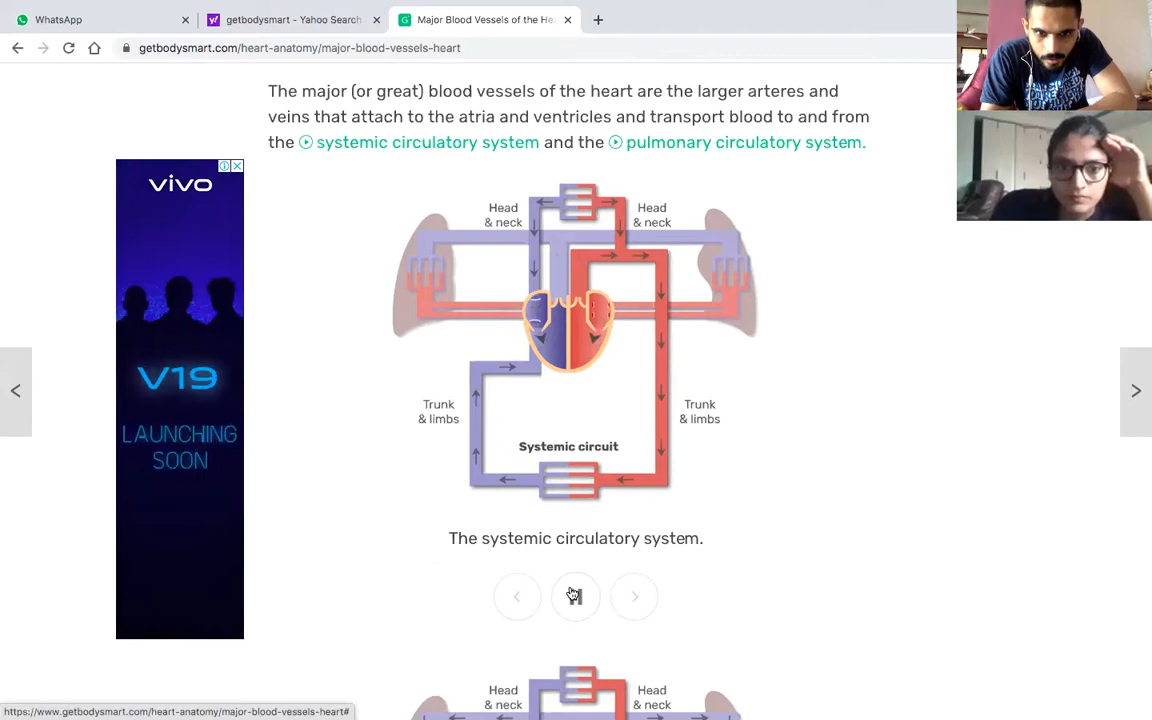 WhatsApp
getbodysmart - Yahoo Search
Major Blood Vessels of the He
getbodysmart.com/heart-anatomy/major-blood-vessels-heart
The major (or great) blood vessels of the heart are the larger arteres and
veins that attach to the atria and ventricles and transport blood to and from
the systemic circulatory system and the pulmonary circulatory system.
vivo
V19
LAUNCHING
SOON
Head
& neck
Head
& neck
Trunk
& limbs
Trunk
& limbs
Systemic circuit
The systemic circulatory system.
Head
& neck
Head
& neck
https://www.getbodysmart.com/heart-anatomy/major-blood-vessels-heart#